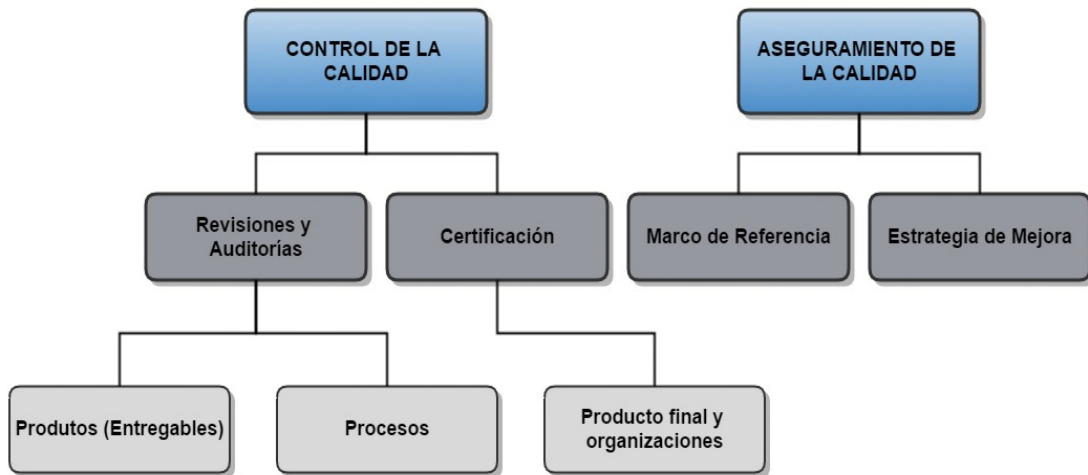 CONTROL DE LA
CALIDAD
ASEGURAMIENTO DE
LA CALIDAD
Revisiones y
Auditorías
Certificación
Marco de Referencia
Estrategia de Mejora
Produtos (Entregables)
Procesos
Producto final y
organizaciones